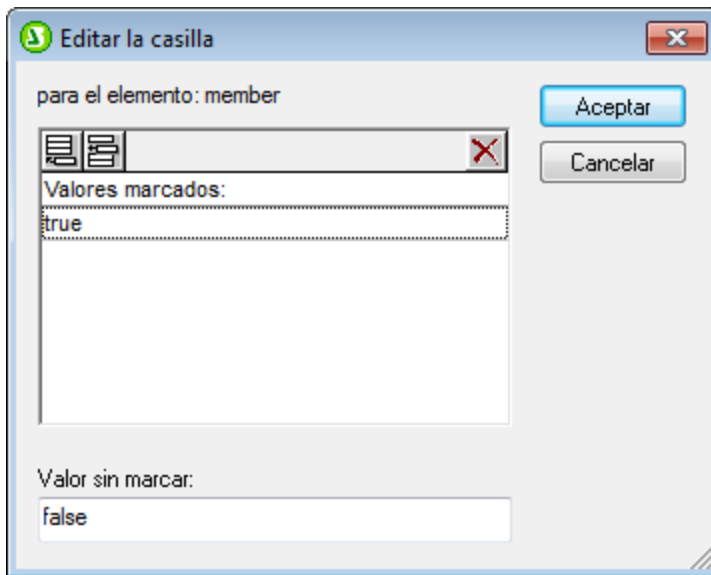 Editar la casilla
para el elemento: member
Aceptar
Cancelar
Valores marcados:
true
Valor sin marcar:
false